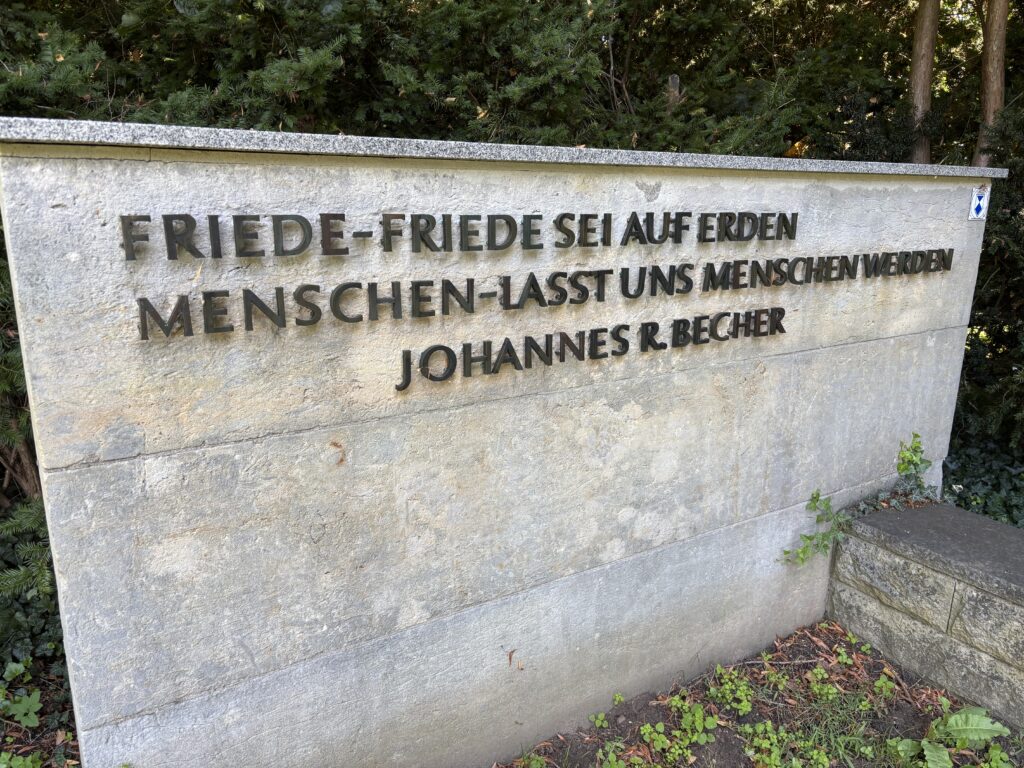 FRIEDE-FRIEDE SEI AUF ERDEN
MENSCHEN-LASST UNS MENSCHEN WERDEN
JOHANNES R. BECHER